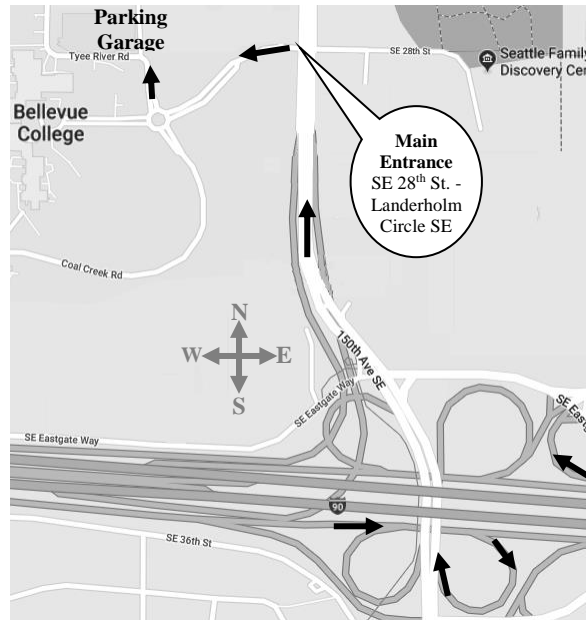 Parking
Garage
Tyee River Rd
SE 28th St
Seattle Family
Discovery Cen
Bellevue
College
Main
Entrance
SE 28th St. -
Landerholm
Circle SE
Coal Creek Rd
N
W E
S
150th Ave SE
SE Eastgate Way
SE Eastgate Way
SE Eastg
90
SE 36th St